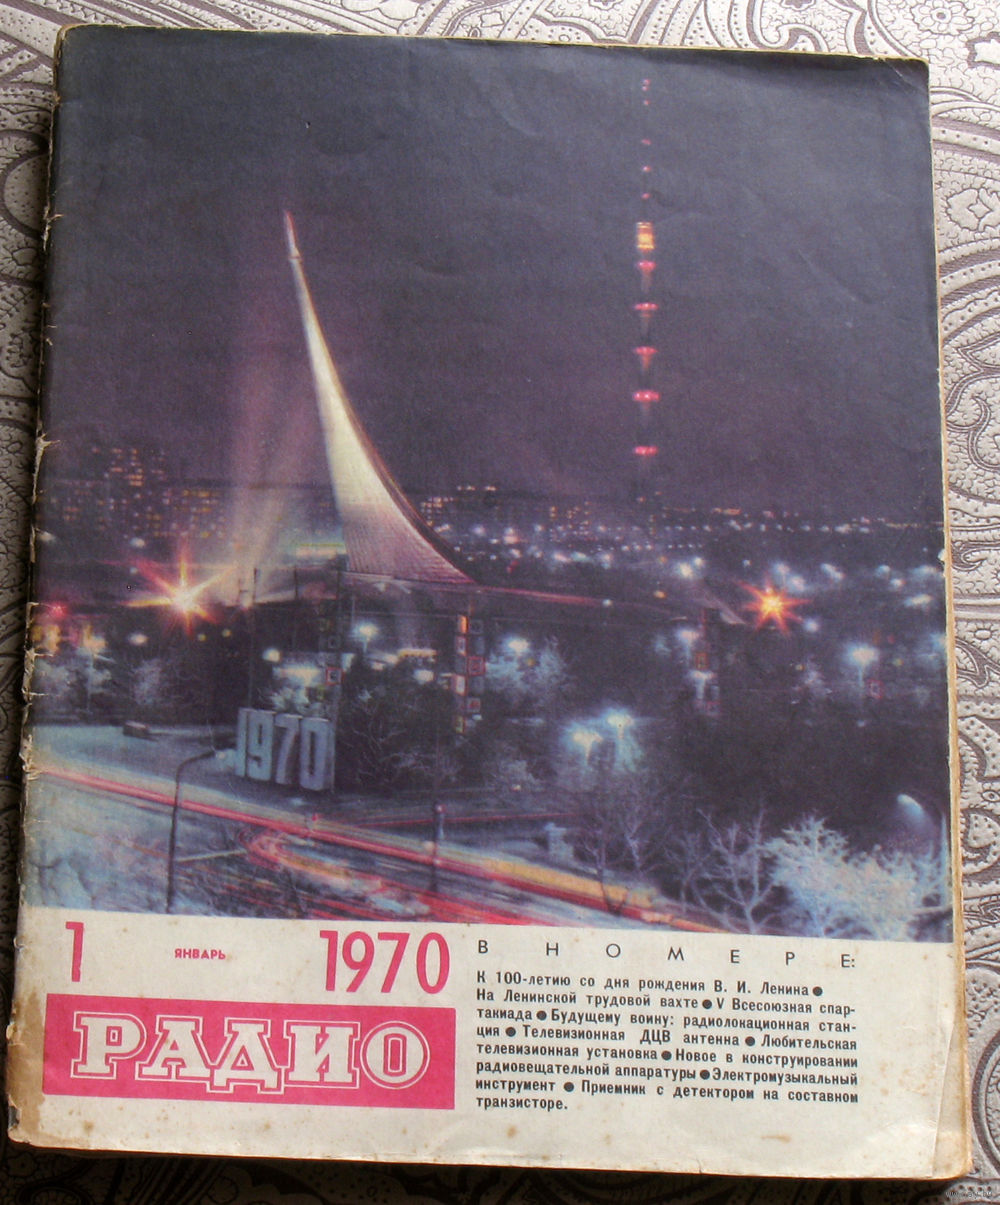 1970
1 ЯНВАРЬ 1970
РАДИО
В НОМЕРЕ:
К 100-летию со дня рождения В. И. Ленина ●
На Ленинской трудовой вахте ● V Всесоюзная спар-
такиада ● Будущему воину: радиолокационная стан-
ция ● Телевизионная ДЦВ антенна ● Любительская
телевизионная установка ● Новое в конструировании
радиовещательной аппаратуры ● Электромузыкальный
инструмент ● Приемник с детектором на составном
транзисторе.